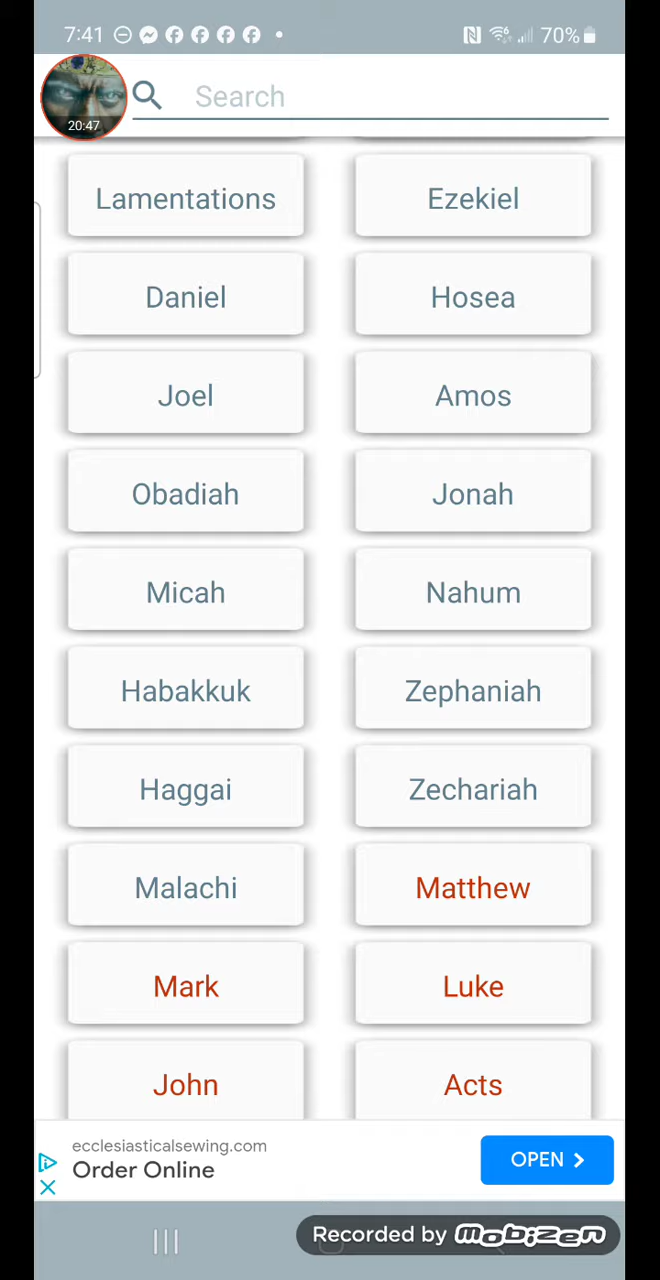 7:41
70%
20:47
Search
Lamentations
Ezekiel
Daniel
Hosea
Joel
Amos
Obadiah
Jonah
Micah
Nahum
Habakkuk
Zephaniah
Haggai
Zechariah
Malachi
Matthew
Mark
Luke
John
Acts
ecclesiasticalsewing.com
Order Online
OPEN
Recorded by mobizen